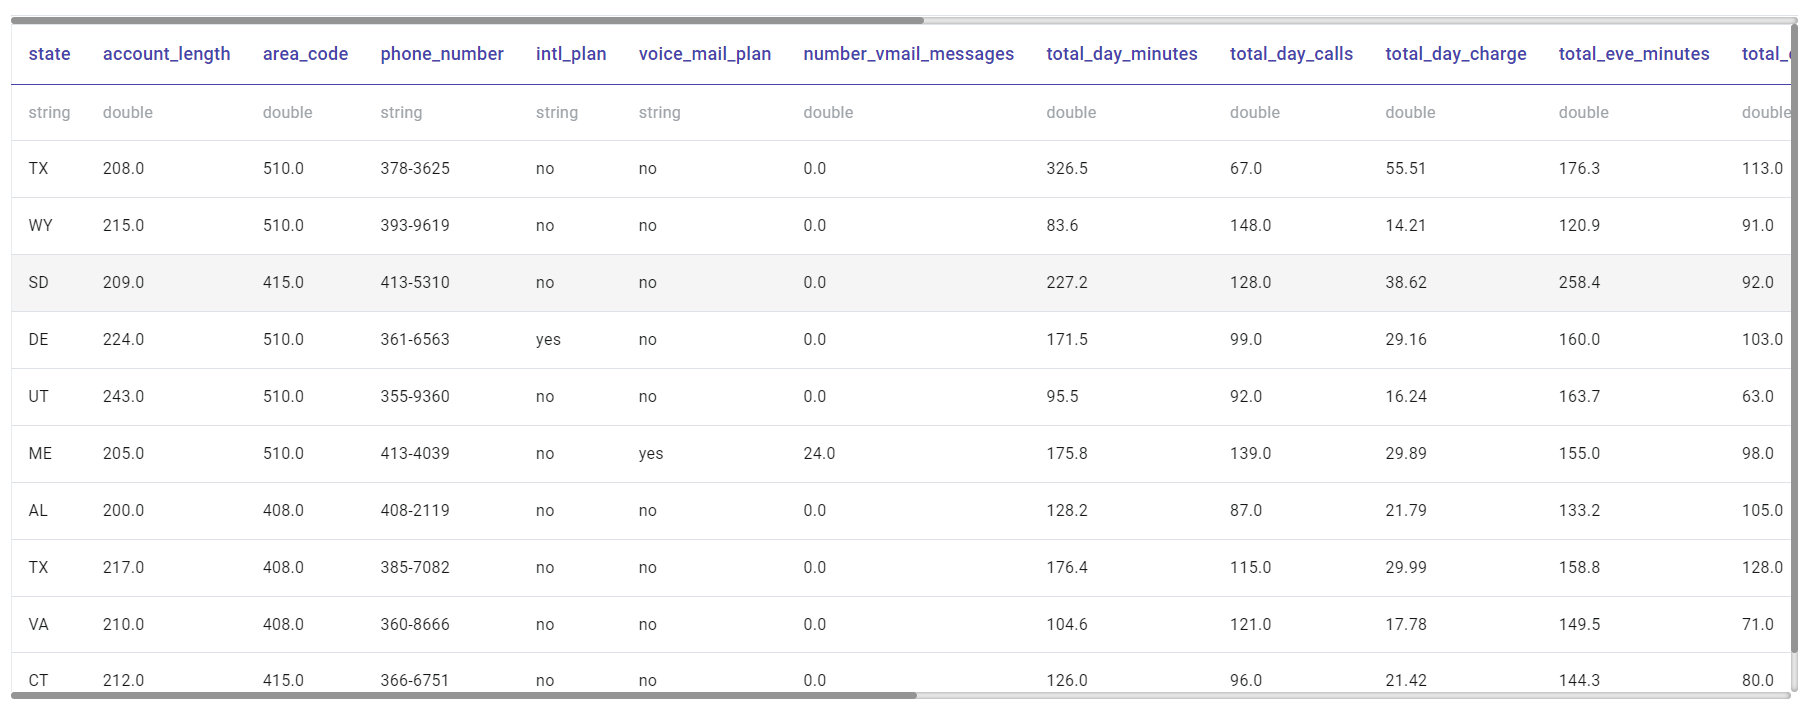 state account_length area_code phone_number intl_plan voice_mail_plan number_vmail_messages total_day_minutes total_day_calls total_day_charge total_eve_minutes
string double double string string string double double double double double double
TX 208.0 510.0 378-3625 no no 0.0 326.5 67.0 55.51 176.3 113.0
WY 215.0 510.0 393-9619 no no 0.0 83.6 148.0 14.21 120.9 91.0
SD 209.0 415.0 413-5310 no no 0.0 227.2 128.0 38.62 258.4 92.0
DE 224.0 510.0 361-6563 yes no 0.0 171.5 99.0 29.16 160.0 103.0
UT 243.0 510.0 355-9360 no no 0.0 95.5 92.0 16.24 163.7 63.0
ME 205.0 510.0 413-4039 no yes 24.0 175.8 139.0 29.89 155.0 98.0
AL 200.0 408.0 408-2119 no no 0.0 128.2 87.0 21.79 133.2 105.0
TX 217.0 408.0 385-7082 no no 0.0 176.4 115.0 29.99 158.8 128.0
VA 210.0 408.0 360-8666 no no 0.0 104.6 121.0 17.78 149.5 71.0
CT 212.0 415.0 366-6751 no no 0.0 126.0 96.0 21.42 144.3 80.0